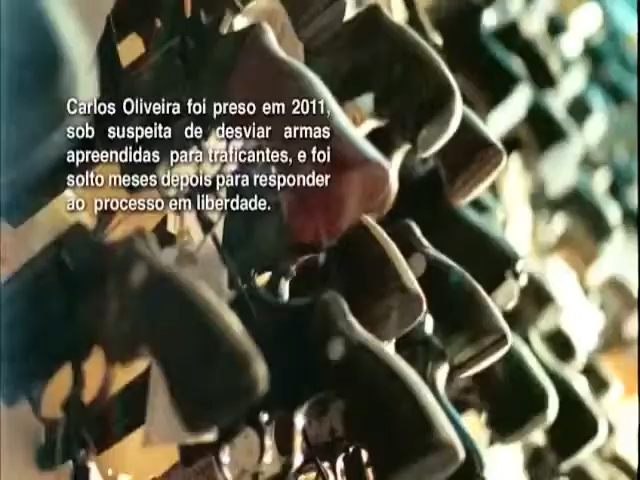 Carlos Oliveira foi preso em 2011,
sob suspeita de desviar armas
apreendidas para traficantes, e foi
solto meses depois para responder
ao processo em liberdade.